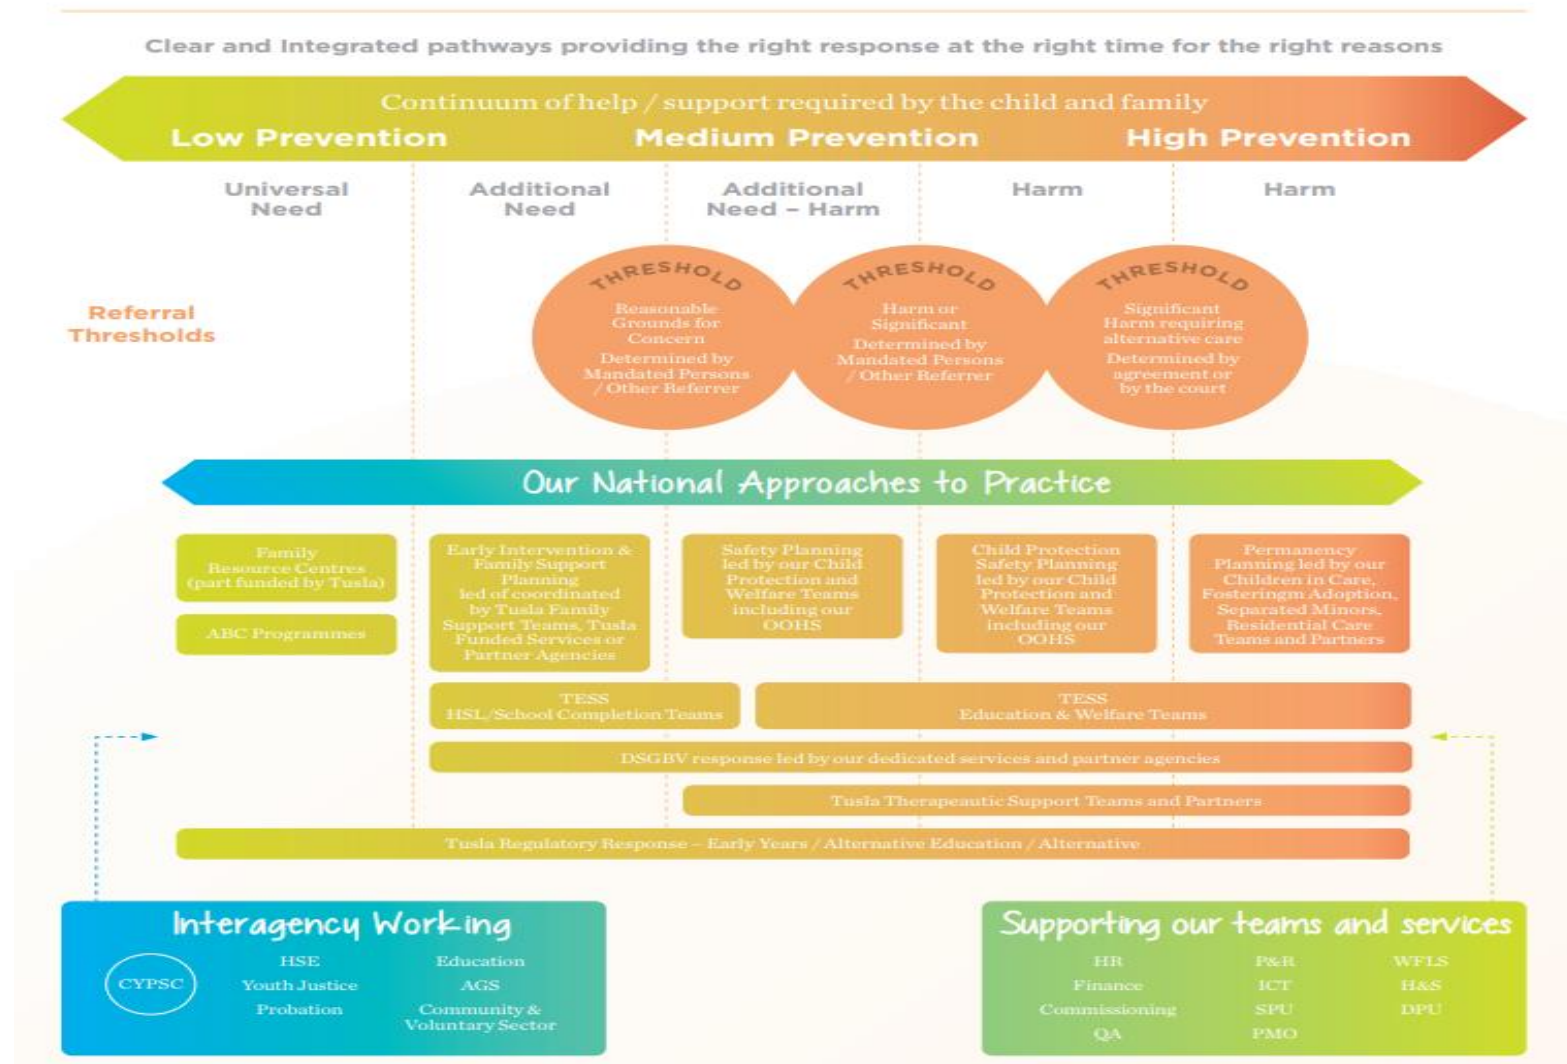 Clear and Integrated pathways providing the right response at the right time for the right reasons
Continuum of help / support required by the child and family
Low Prevention
Medium Prevention
High Prevention
Universal
Need
Additional
Need
Additional
Need – Harm
Harm
Harm
Referral
Thresholds
THRESHOLD
Reasonable
Grounds for
Concern
Determined by
Mandated Persons
/ Other Referrer
THRESHOLD
Harm or
Significant
Determined by
Mandated Persons
/ Other Referrer
THRESHOLD
Significant
Harm requiring
alternative care
Determined by
agreement or
by the court
Our National Approaches to Practice
Family
Resource Centres
(part funded by Tusla)
ABC Programmes
Early Intervention &
Family Support
Planning
led of coordinated
by Tusla Family
Support Teams, Tusla
Funded Services or
Partner Agencies
Safety Planning
led by our Child
Protection and
Welfare Teams
including our
OOHS
Child Protection
Safety Planning
led by our Child
Protection and
Welfare Teams
including our
OOHS
Permanency
Planning led by our
Children in Care,
Fosteringm Adoption,
Separated Minors,
Residential Care
Teams and Partners
TESS
HSL/School Completion Teams
TESS
Education & Welfare Teams
DSGBV response led by our dedicated services and partner agencies
Tusla Therapeautic Support Teams and Partners
Tusla Regulatory Response – Early Years / Alternative Education / Alternative
Interagency Working
CYPSC
HSE
Youth Justice
Probation
Education
AGS
Community &
Voluntary Sector
Supporting our teams and services
HR
Finance
Commissioning
QA
P&R
ICT
SPU
PMO
WFLS
H&S
DPU